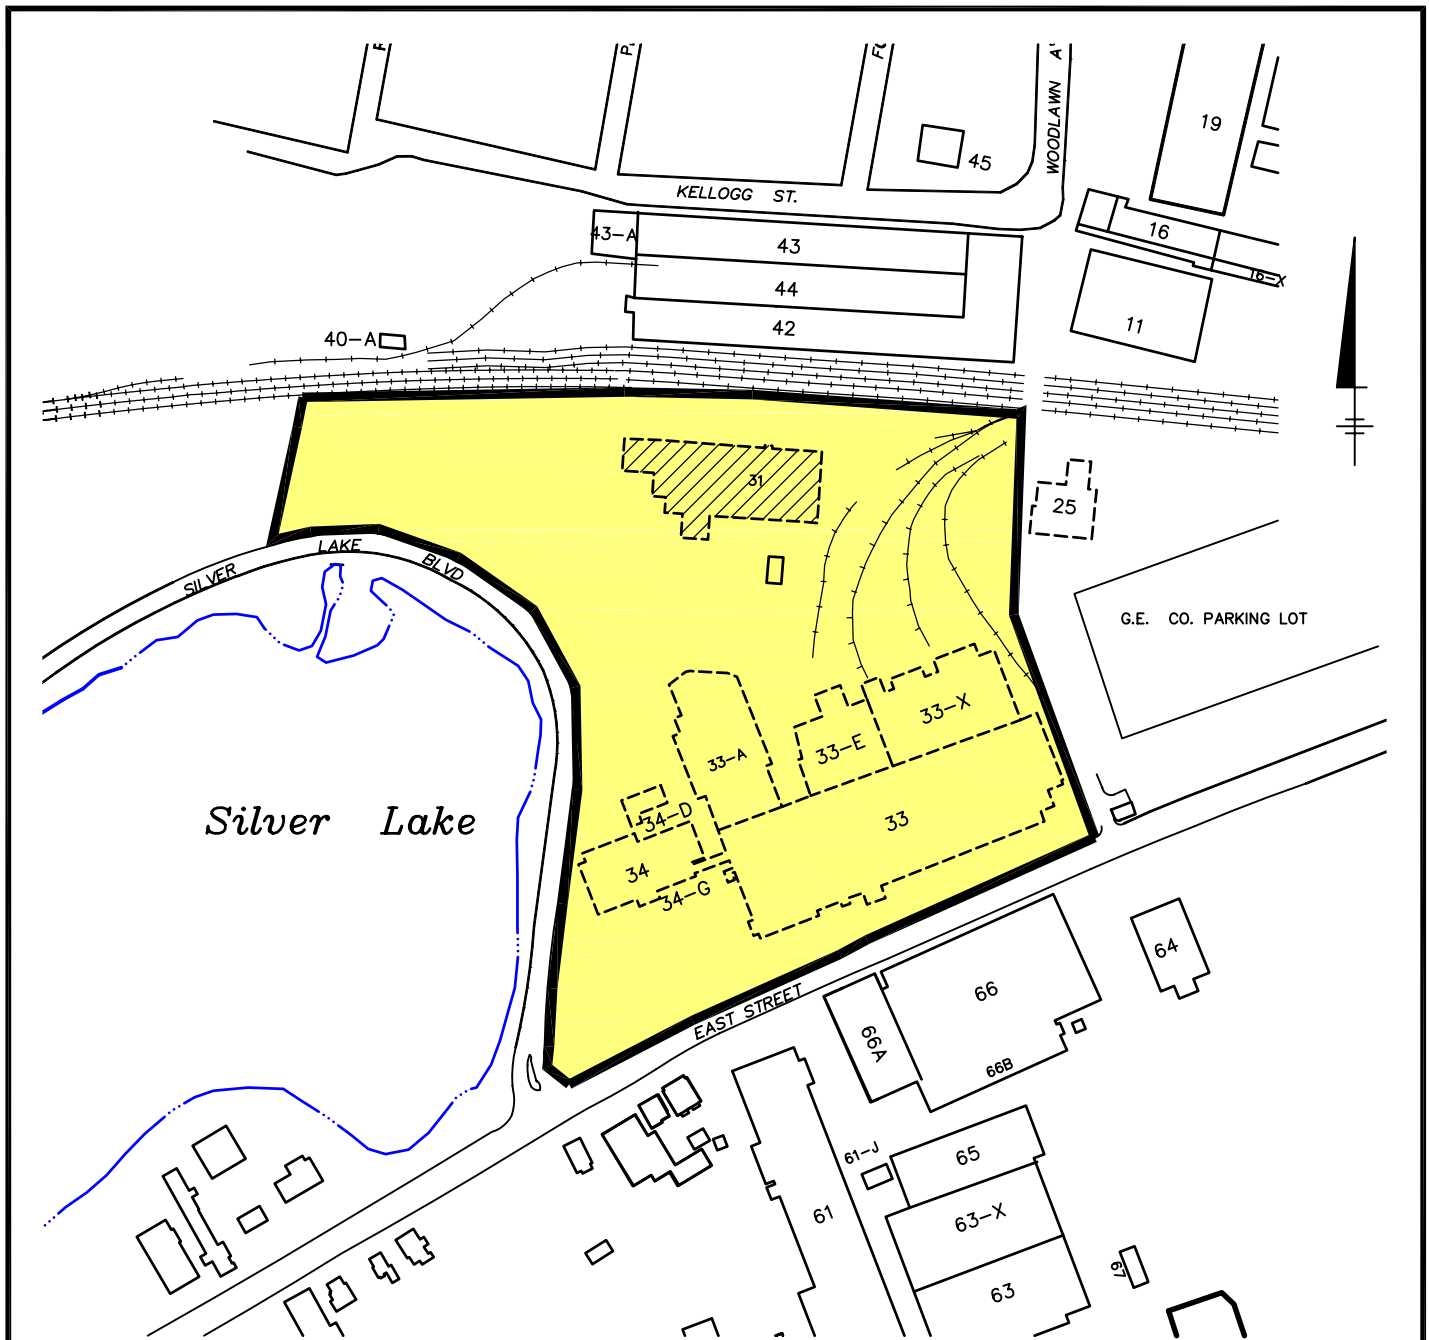 WOODLAWN
19
45
KELLOGG ST.
43-A
43
16
16-X
44
11
42
40-A
31
25
LAKE
SILVER
BLVD
G.E. CO. PARKING LOT
33-X
33-E
33-A
Silver Lake
34-D
33
34
34-G
64
66
EAST STREET
66A
66B
61-J
65
61
63-X
67
63